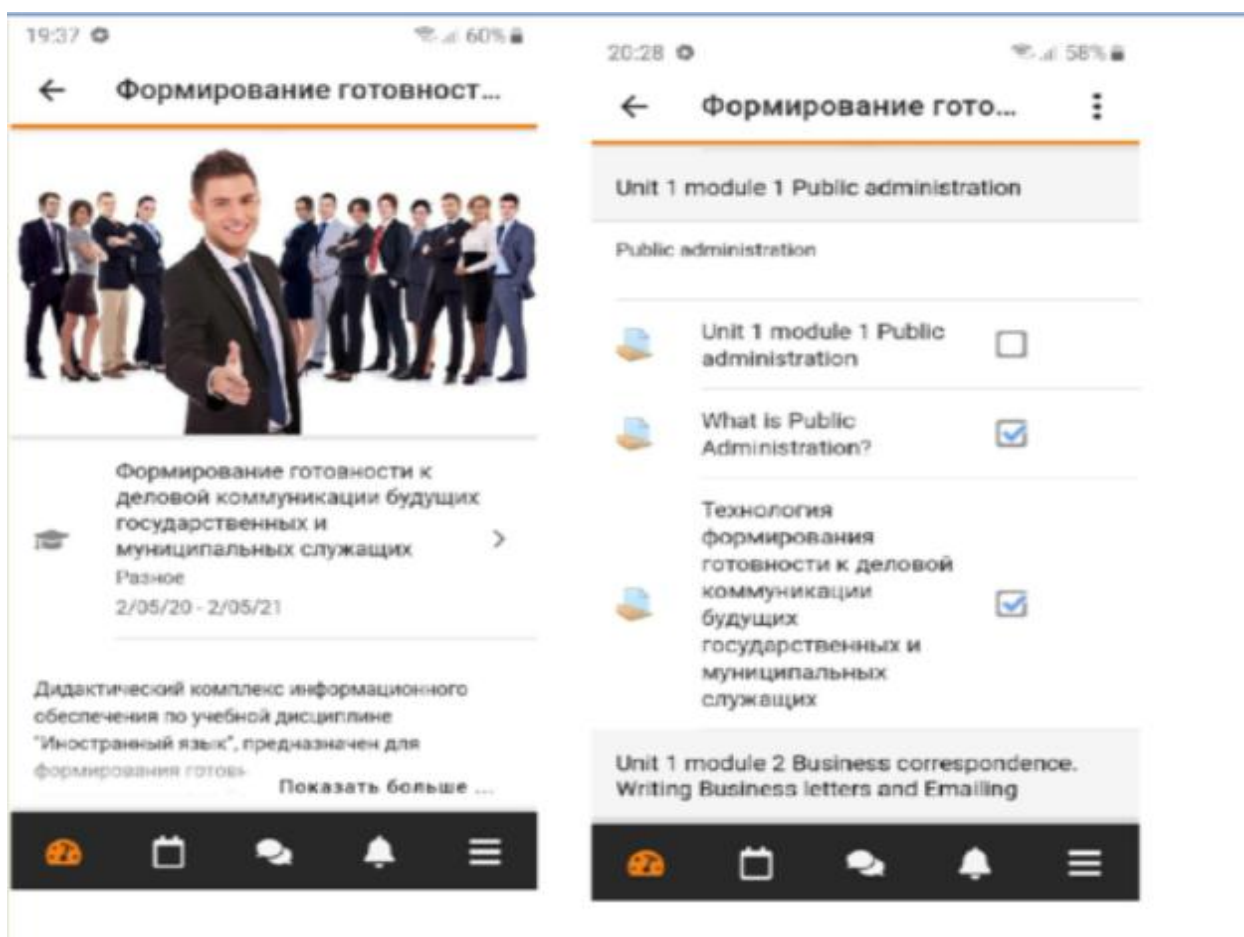 19:37
60%
Формирование готовност...
Формирование готовности к
деловой коммуникации будущих
государственных и
муниципальных служащих
Разное
2/05/20 - 2/05/21
Дидактический комплекс информационного
обеспечения по учебной дисциплине
"Иностранный язык", предназначен для
формирования готов
Показать больше ...
20:28
58%
Формирование гото...
Unit 1 module 1 Public administration
Public administration
Unit 1 module 1 Public
administration
What is Public
Administration?
Технология
формирования
готовности к деловой
коммуникации
будущих
государственных и
муниципальных
служащих
Unit 1 module 2 Business correspondence.
Writing Business letters and Emailing